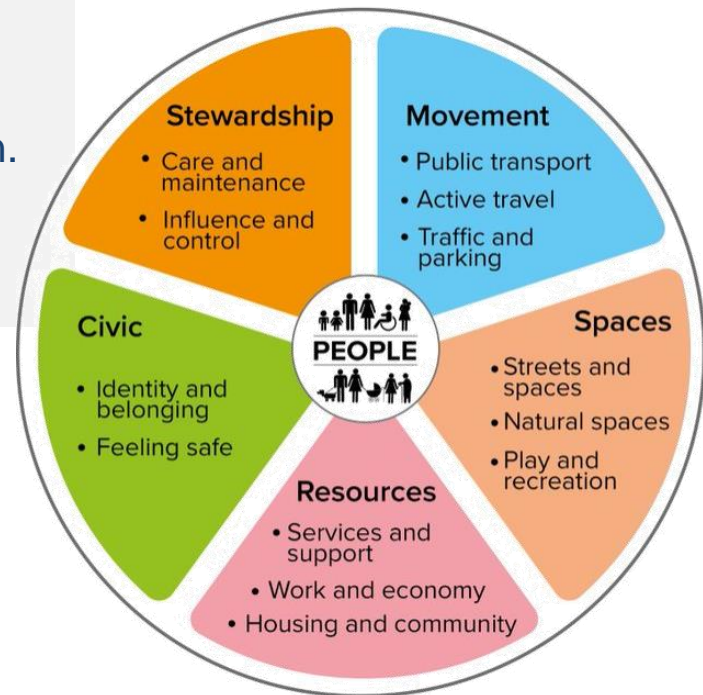 n.
Stewardship
• Care and
maintenance
• Influence and
control
Movement
• Public transport
• Active travel
• Traffic and
parking
Civic
• Identity and
belonging
• Feeling safe
PEOPLE
Spaces
• Streets and
spaces
• Natural spaces
• Play and
recreation
Resources
• Services and
support
• Work and economy
• Housing and community